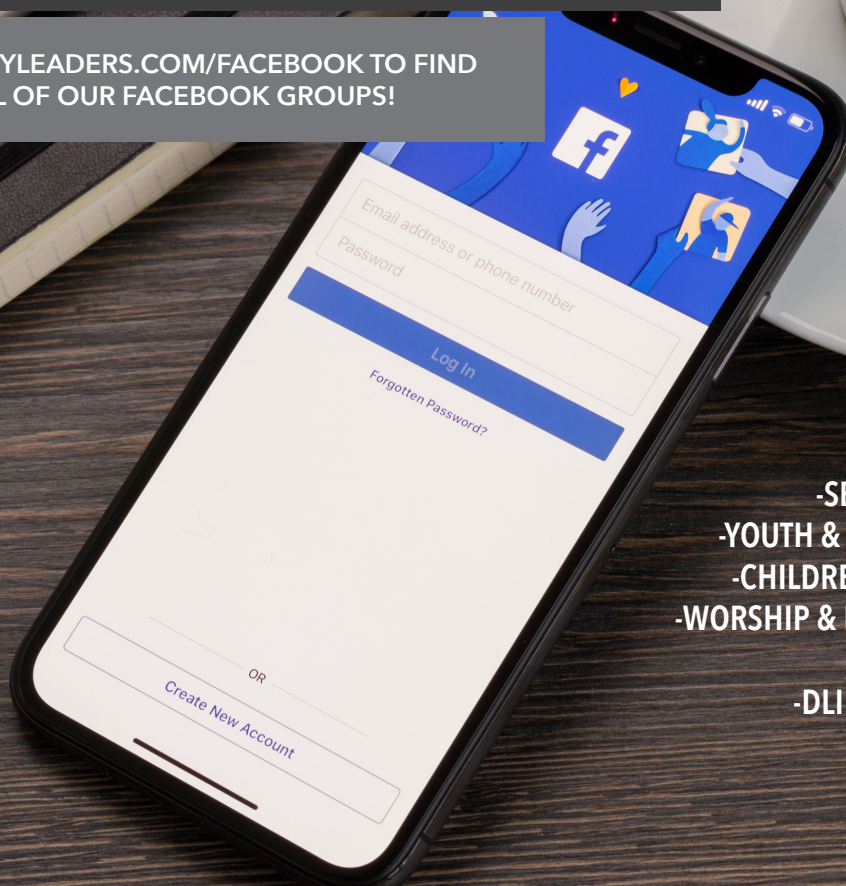 YLEADERS.COM/FACEBOOK TO FIND
L OF OUR FACEBOOK GROUPS!
Email address or phone number
Password
Log In
Forgotten Password?
OR
Create New Account
-SE
-YOUTH &
-CHILDRE
-WORSHIP &
-DLI